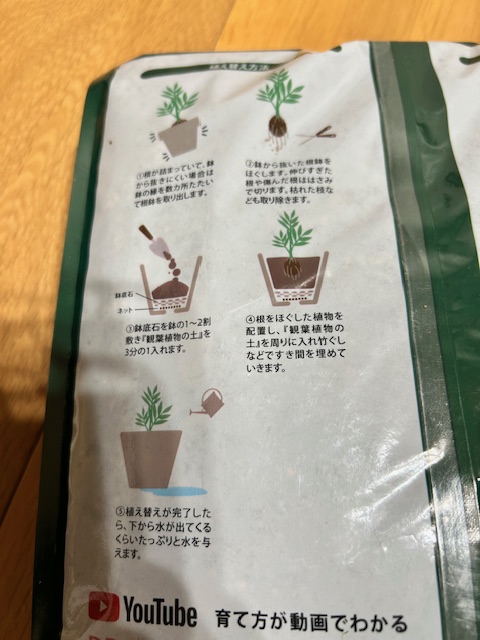 植え替え方法
①根が詰まっていて、鉢
から抜きにくい場合は
鉢の縁を数カ所たたい
て根鉢を取り出します。
②鉢から抜いた根鉢を
ほぐします。伸びすぎた
根や傷んだ根ははさみ
で切ります。枯れた枝な
ども取り除きます。
鉢底石
ネット
③鉢底石を鉢の1〜2割
敷き『観葉植物の土』を
3分の1入れます。
④根をほぐした植物を
配置し、『観葉植物の
土』を周りに入れ竹ぐし
などですき間を埋めて
いきます。
⑤植え替えが完了した
ら、下から水が出てくる
くらいたっぷりと水を与
えます。
YouTube 育て方が動画でわかる